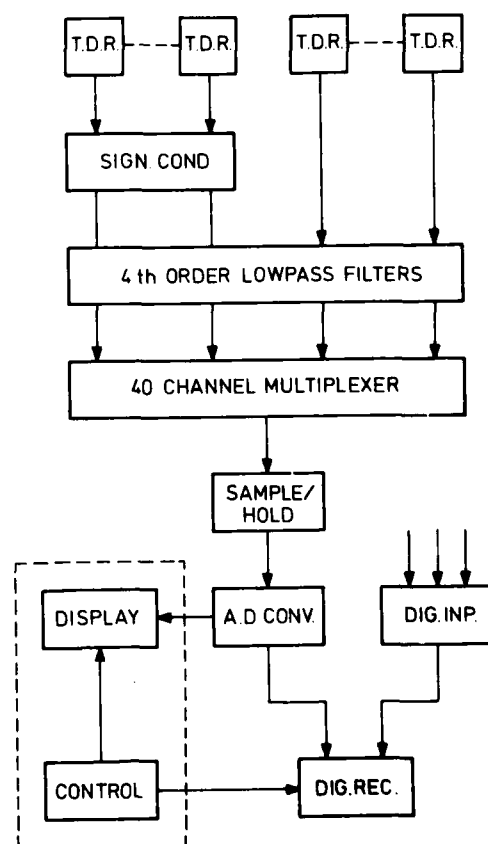 T.D.R. T.D.R. T.D.R. T.D.R.
SIGN. COND
4 th ORDER LOWPASS FILTERS
40 CHANNEL MULTIPLEXER
SAMPLE/
HOLD
DISPLAY A.D CONV. DIG. INP.
CONTROL DIG. REC.